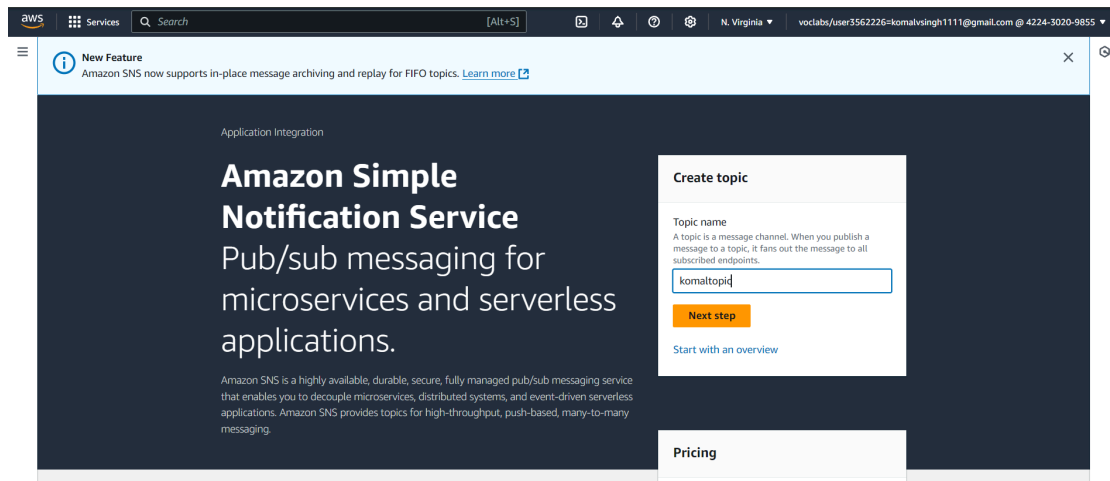 aws
Services
Search
[Alt+S]
N. Virginia
voclabs/user3562226=komalvsingh1111@gmail.com @ 4224-3020-9855
New Feature
Amazon SNS now supports in-place message archiving and replay for FIFO topics. Learn more
Application Integration
Amazon Simple
Notification Service
Pub/sub messaging for
microservices and serverless
applications.
Amazon SNS is a highly available, durable, secure, fully managed pub/sub messaging service
that enables you to decouple microservices, distributed systems, and event-driven serverless
applications. Amazon SNS provides topics for high-throughput, push-based, many-to-many
messaging.
Create topic
Topic name
A topic is a message channel. When you publish a
message to a topic, it fans out the message to all
subscribed endpoints.
komaltopic
Next step
Start with an overview
Pricing